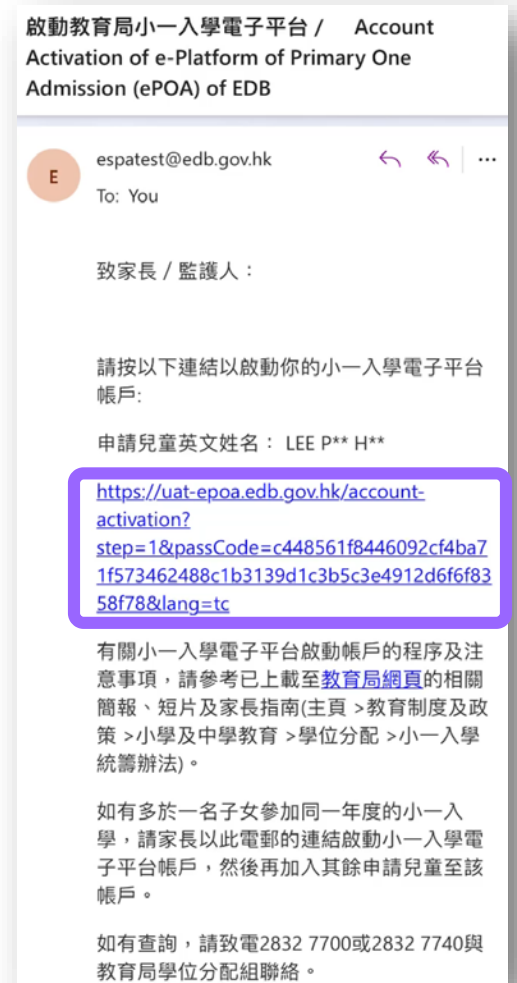 啟動教育局小一入學電子平台 / Account
Activation of e-Platform of Primary One
Admission (ePOA) of EDB
E
espatest@edb.gov.hk
To: You
致家長 / 監護人：
請按以下連結以啟動你的小一入學電子平台
帳戶:
申請兒童英文姓名： LEE P** H**
https://uat-epoa.edb.gov.hk/account-
activation?
step=1&passCode=c448561f8446092cf4ba7
1f573462488c1b3139d1c3b5c3e4912d6f6f83
58f78&lang=tc
有關小一入學電子平台啟動帳戶的程序及注
意事項，請參考已上載至教育局網頁的相關
簡報、短片及家長指南(主頁 >教育制度及政
策 >小學及中學教育 >學位分配 >小一入學
統籌辦法)。
如有多於一名子女參加同一年度的小一入
學，請家長以此電郵的連結啟動小一入學電
子平台帳戶，然後再加入其餘申請兒童至該
帳戶。
如有查詢，請致電2832 7700或2832 7740與
教育局學位分配組聯絡。